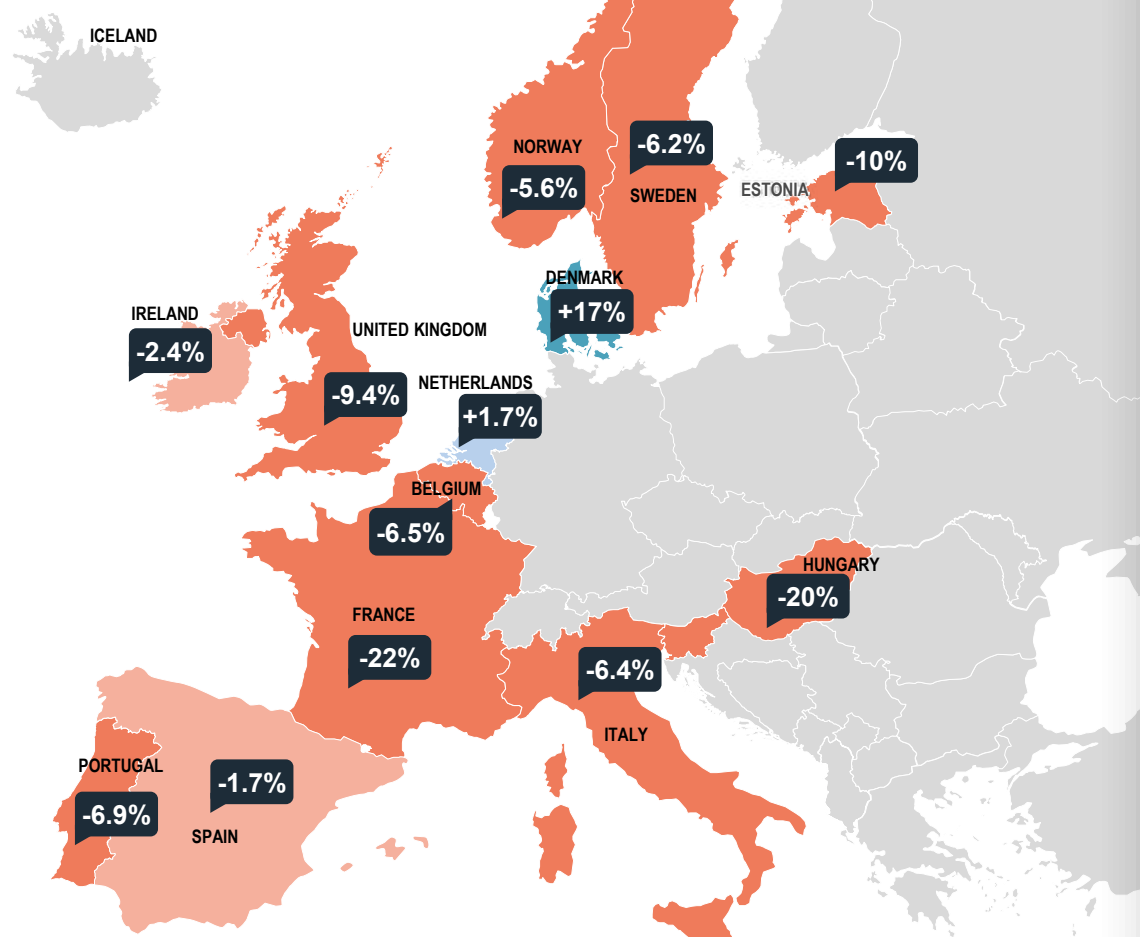 ICELAND
NORWAY
-5.6%
-6.2%
SWEDEN
-10%
ESTONIA
DENMARK
+17%
IRELAND
-2.4%
UNITED KINGDOM
-9.4%
NETHERLANDS
+1.7%
BELGIUM
-6.5%
HUNGARY
-20%
FRANCE
-22%
-6.4%
ITALY
PORTUGAL
-6.9%
-1.7%
SPAIN